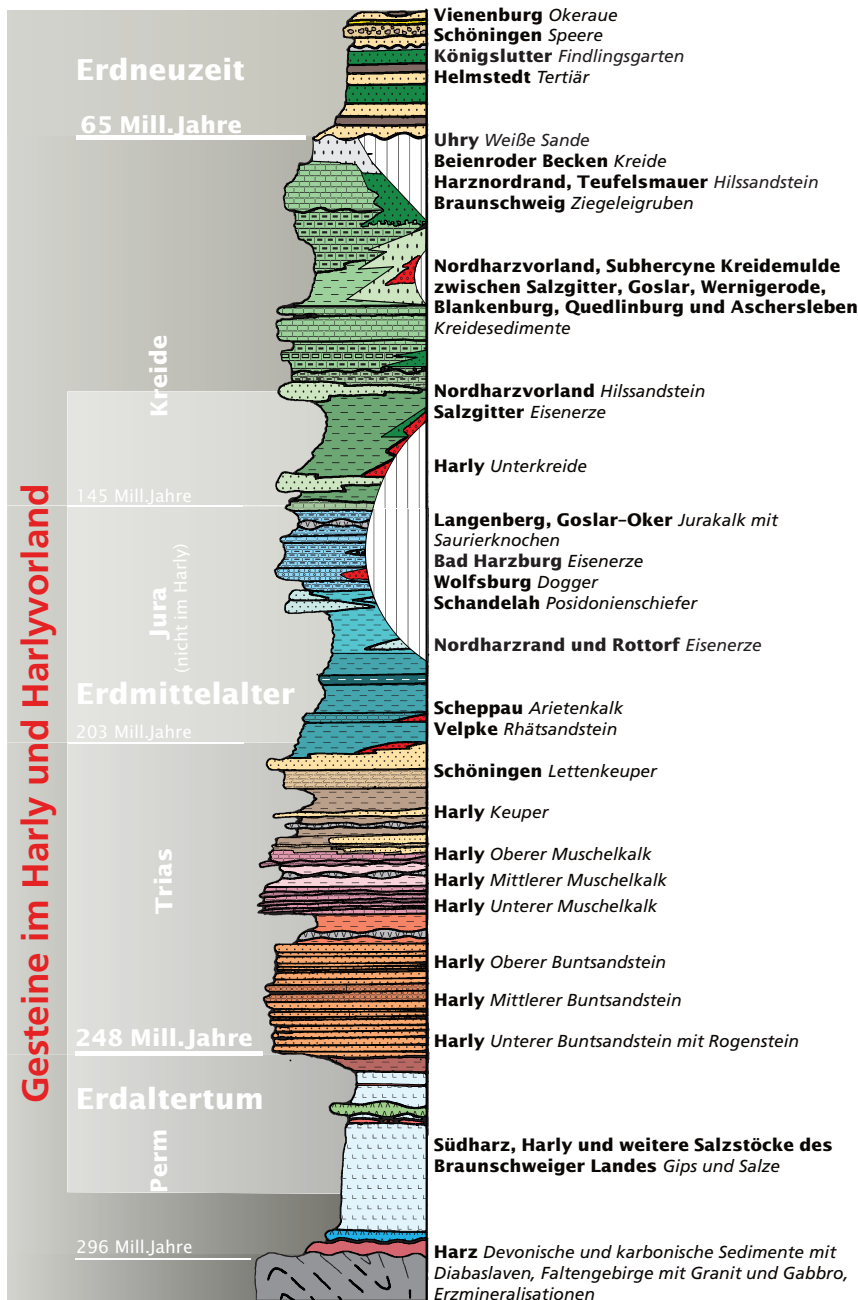 Gesteine im Harly und Harlyvorland
Erdneuzeit
65 Mill.Jahre
Kreide
145 Mill.Jahre
Jura
(nicht im Harly)
Erdmittelalter
203 Mill.Jahre
Trias
248 Mill.Jahre
Erdaltertum
Perm
296 Mill.Jahre
Vienenburg Okeraue
Schöningen Speere
Königslutter Findlingsgarten
Helmstedt Tertiär
Uhry Weiße Sande
Beienroder Becken Kreide
Harznordrand, Teufelsmauer Hilssandstein
Braunschweig Ziegeleigruben
Nordharzvorland, Subhercyne Kreidemulde
zwischen Salzgitter, Goslar, Wernigerode,
Blankenburg, Quedlinburg und Aschersleben
Kreidesedimente
Nordharzvorland Hilssandstein
Salzgitter Eisenerze
Harly Unterkreide
Langenberg, Goslar–Oker Jurakalk mit
Saurierknochen
Bad Harzburg Eisenerze
Wolfsburg Dogger
Schandelah Posidonienschiefer
Nordharzrand und Rottorf Eisenerze
Scheppau Arietenkalk
Velpke Rhätsandstein
Schöningen Lettenkeuper
Harly Keuper
Harly Oberer Muschelkalk
Harly Mittlerer Muschelkalk
Harly Unterer Muschelkalk
Harly Oberer Buntsandstein
Harly Mittlerer Buntsandstein
Harly Unterer Buntsandstein mit Rogenstein
Südharz, Harly und weitere Salzstöcke des
Braunschweiger Landes Gips und Salze
Harz Devonische und karbonische Sedimente mit
Diabaslaven, Faltengebirge mit Granit und Gabbro,
Erzmineralisationen